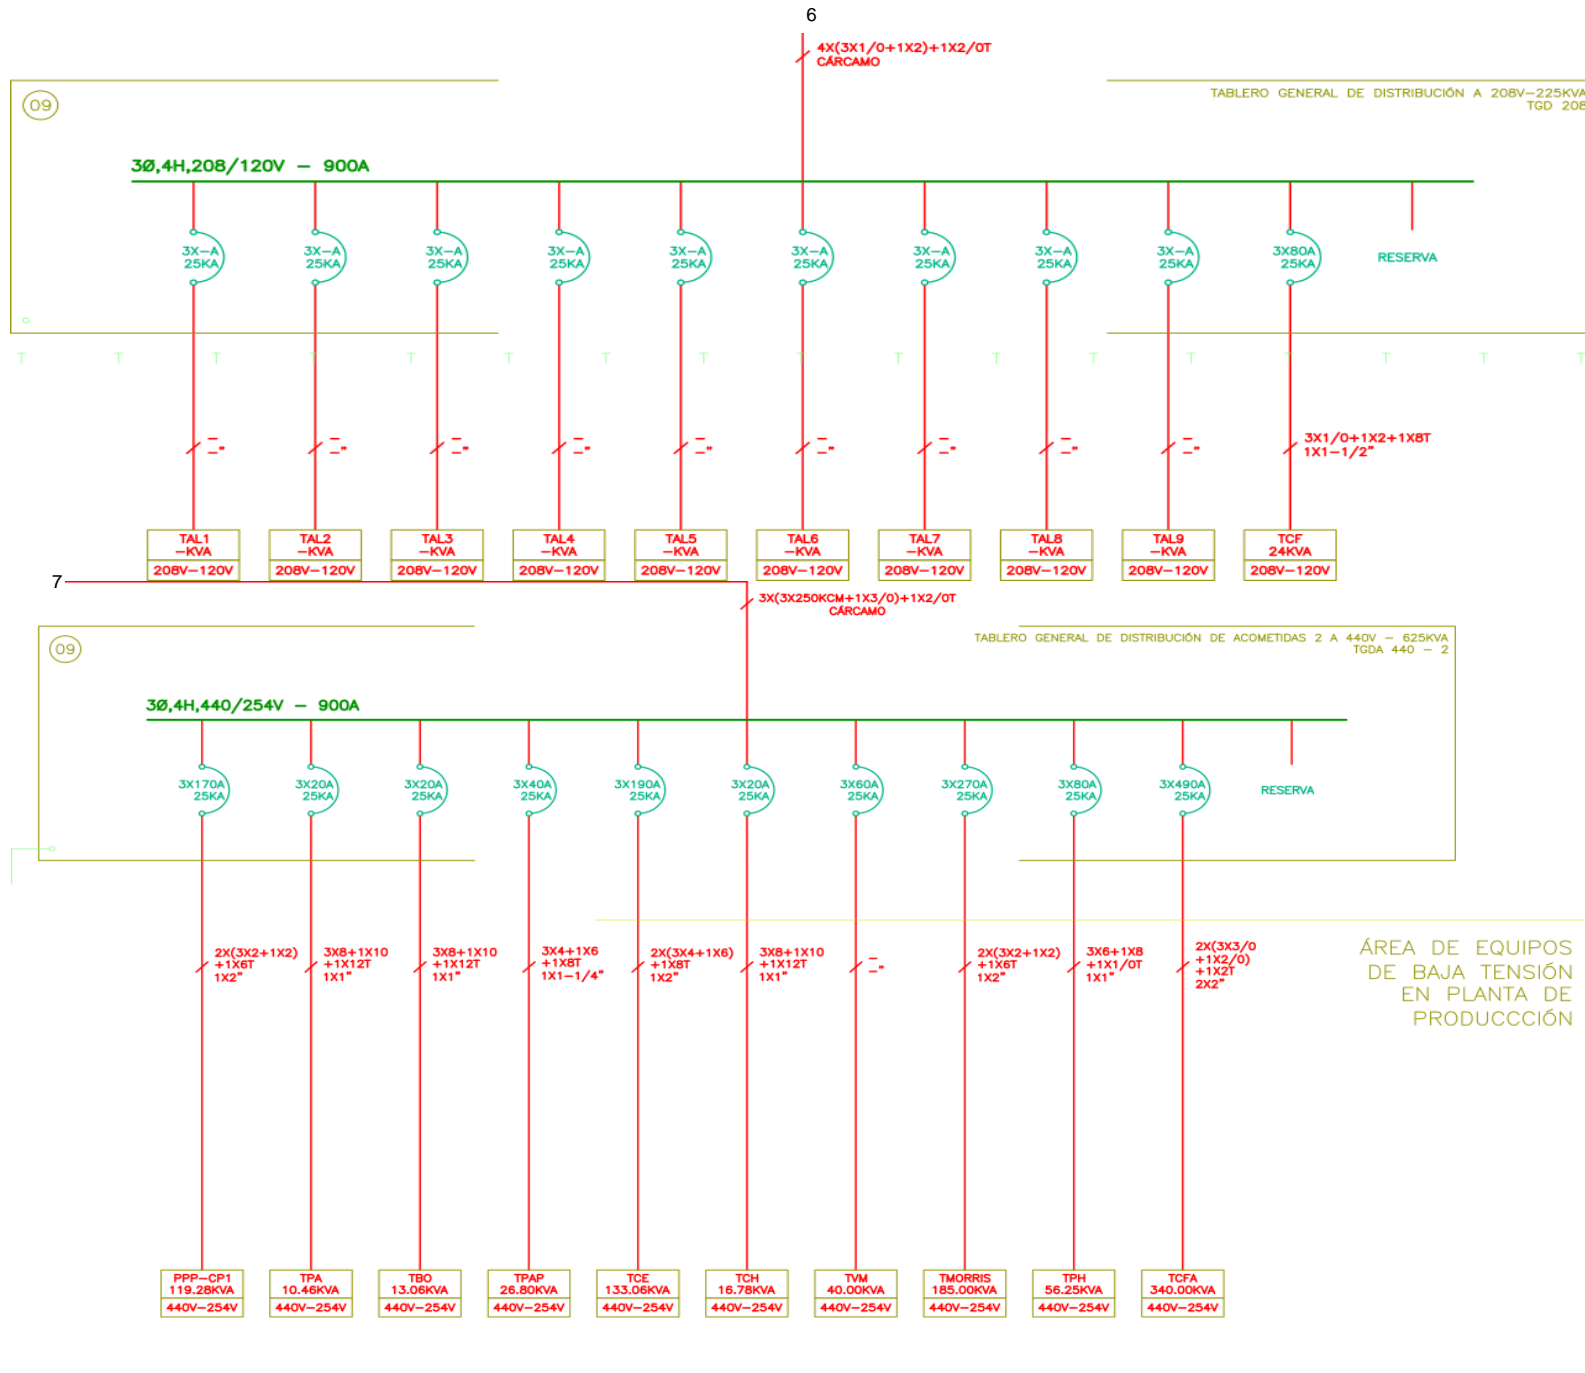 6
4X(3X1/0+1X2)+1X2/0T
CÁRCAMO
09
TABLERO GENERAL DE DISTRIBUCIÓN A 208V-225KVA
TGD 208
3Ø,4H,208/120V - 900A
3X-A
25KA
3X-A
25KA
3X-A
25KA
3X-A
25KA
3X-A
25KA
3X-A
25KA
3X-A
25KA
3X-A
25KA
3X-A
25KA
3X80A
25KA
RESERVA
T T T T T T T T T T T T T T T T T
-
-"
-
-"
-
-"
-
-"
-
-"
-
-"
-
-"
-
-"
-
-"
3X1/0+1X2+1X8T
1X1-1/2"
TAL1
-KVA
208V-120V
TAL2
-KVA
208V-120V
TAL3
-KVA
208V-120V
TAL4
-KVA
208V-120V
TAL5
-KVA
208V-120V
TAL6
-KVA
208V-120V
TAL7
-KVA
208V-120V
TAL8
-KVA
208V-120V
TAL9
-KVA
208V-120V
TCF
24KVA
208V-120V
7
3X(3X250KCM+1X3/0)+1X2/0T
CÁRCAMO
09
TABLERO GENERAL DE DISTRIBUCIÓN DE ACOMETIDAS 2 A 440V - 625KVA
TGDA 440 - 2
3Ø,4H,440/254V - 900A
3X170A
25KA
3X20A
25KA
3X20A
25KA
3X40A
25KA
3X190A
25KA
3X20A
25KA
3X60A
25KA
3X270A
25KA
3X80A
25KA
3X490A
25KA
RESERVA
2X(3X2+1X2)
+1X6T
1X2"
3X8+1X10
+1X12T
1X1"
3X8+1X10
+1X12T
1X1"
3X4+1X6
+1X8T
1X1-1/4"
2X(3X4+1X6)
+1X8T
1X2"
3X8+1X10
+1X12T
1X1"
-
-"
2X(3X2+1X2)
+1X6T
1X2"
3X6+1X8
+1X1/0T
1X1"
2X(3X3/0
+1X2/0)
+1X2T
2X2"
ÁREA DE EQUIPOS
DE BAJA TENSIÓN
EN PLANTA DE
PRODUCCCIÓN
PPP-CP1
119.28KVA
440V-254V
TPA
10.46KVA
440V-254V
TBO
13.06KVA
440V-254V
TPAP
26.80KVA
440V-254V
TCE
133.06KVA
440V-254V
TCH
16.78KVA
440V-254V
TVM
40.00KVA
440V-254V
TMORRIS
185.00KVA
440V-254V
TPH
56.25KVA
440V-254V
TCFA
340.00KVA
440V-254V